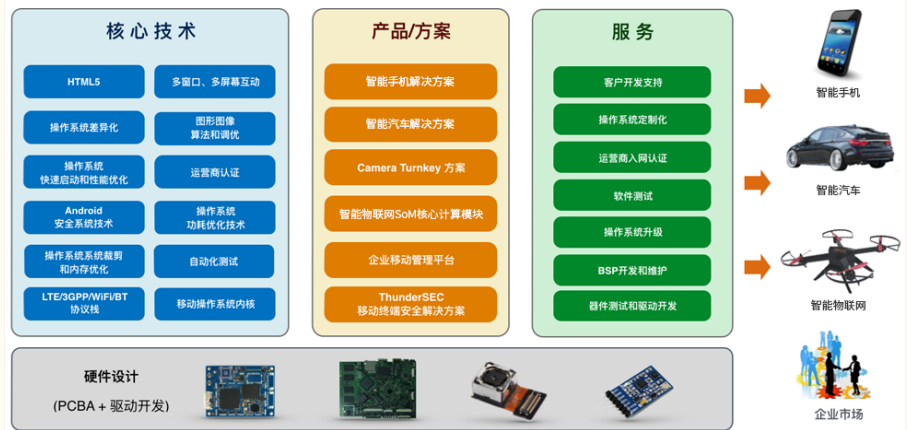 核心技术
HTML5
多窗口、多屏幕互动
操作系统差异化
图形图像
算法和调优
操作系统
快速启动和性能优化
运营商认证
Android
安全系统技术
操作系统
功耗优化技术
操作系统系统裁剪
和内存优化
自动化测试
LTE/3GPP/WiFi/BT
协议栈
移动操作系统内核
产品/方案
智能手机解决方案
智能汽车解决方案
Camera Turnkey 方案
智能物联网SoM核心计算模块
企业移动管理平台
ThunderSEC
移动终端安全解决方案
服务
客户开发支持
操作系统定制化
运营商入网认证
软件测试
操作系统升级
BSP开发和维护
器件测试和驱动开发
智能手机
智能汽车
智能物联网
企业市场
硬件设计
(PCBA + 驱动开发)